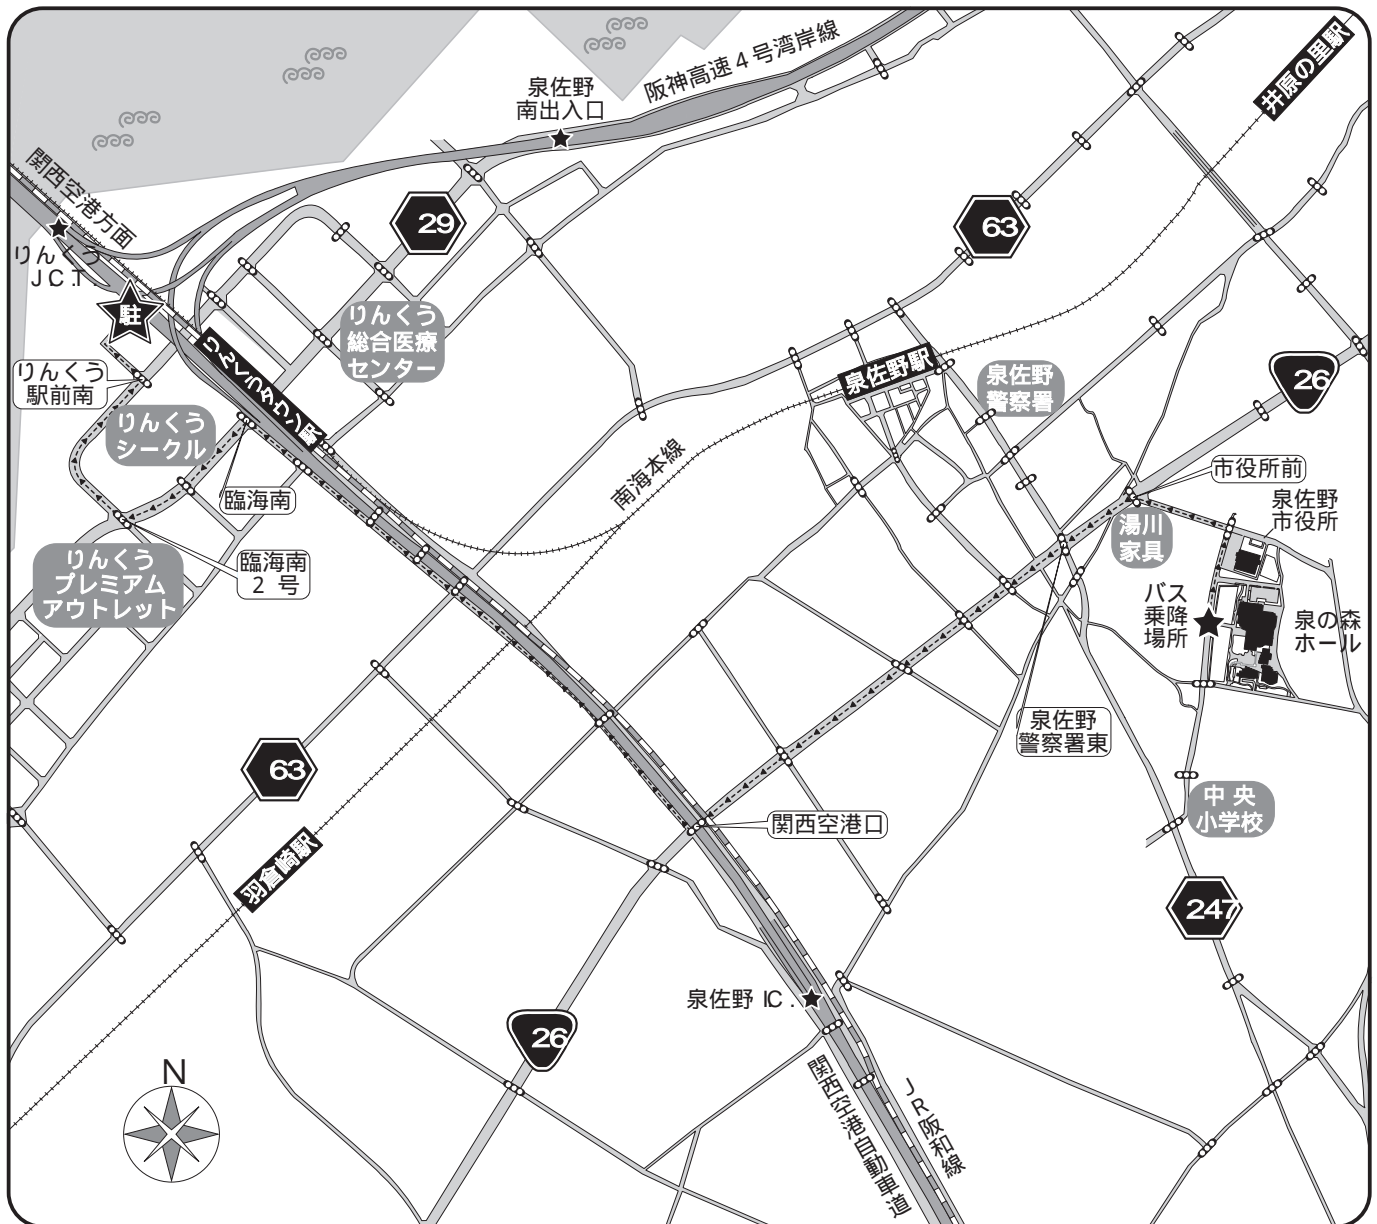 阪神高速4号湾岸線
井原の里駅
泉佐野
南出入口
関西空港方面
29
63
りんくう
JCT.
駐
りんくう
総合医療
センター
りんくうタウン駅
泉佐野駅
泉佐野
警察署
26
りんくう
駅前南
りんくう
シークル
南海本線
市役所前
臨海南
泉佐野
市役所
湯川
家具
りんくう
プレミアム
アウトレット
臨海南
2号
バス
乗降
場所
泉の森
ホール
泉佐野
警察署東
63
関西空港口
中央
小学校
羽倉崎駅
247
泉佐野IC.
26
N
関西空港自動車道
JR阪和線